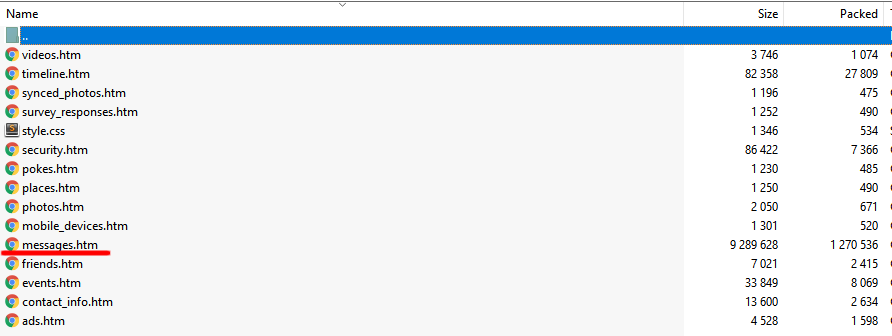 Name Size Packed
..
videos.htm 3 746 1 074
timeline.htm 82 358 27 809
synced_photos.htm 1 196 475
survey_responses.htm 1 252 490
style.css 1 346 534
security.htm 86 422 7 366
pokes.htm 1 230 485
places.htm 1 250 490
photos.htm 2 050 671
mobile_devices.htm 1 301 520
messages.htm 9 289 628 1 270 536
friends.htm 7 021 2 415
events.htm 33 849 8 069
contact_info.htm 13 600 2 634
ads.htm 4 528 1 598